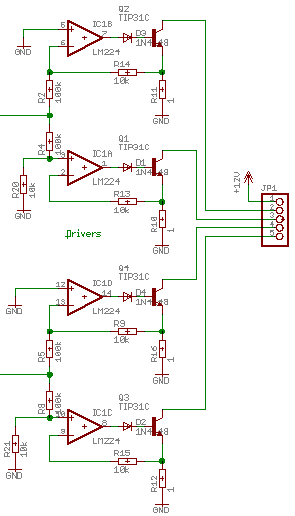 Q2
IC1B TIP31C
5 7 D3
6
GND LM224 1N4148
R14
10k
R2 100k R11 1
GND
R4 100k
Q1
IC1A TIP31C
3 1 D1
2
LM224 1N4148
R20 10k R13
10k
R10 1
GND GND
Drivers
+12V
JP1
1
2
3
4
5
Q4
IC1D TIP31C
12 14 D4
13
GND LM224 1N4148
R9
10k
R5 100k R16 1
GND
R8 100k
Q3
IC1C TIP31C
10 8 D2
9
LM224 1N4148
R21 10k R15
10k
R12 1
GND GND